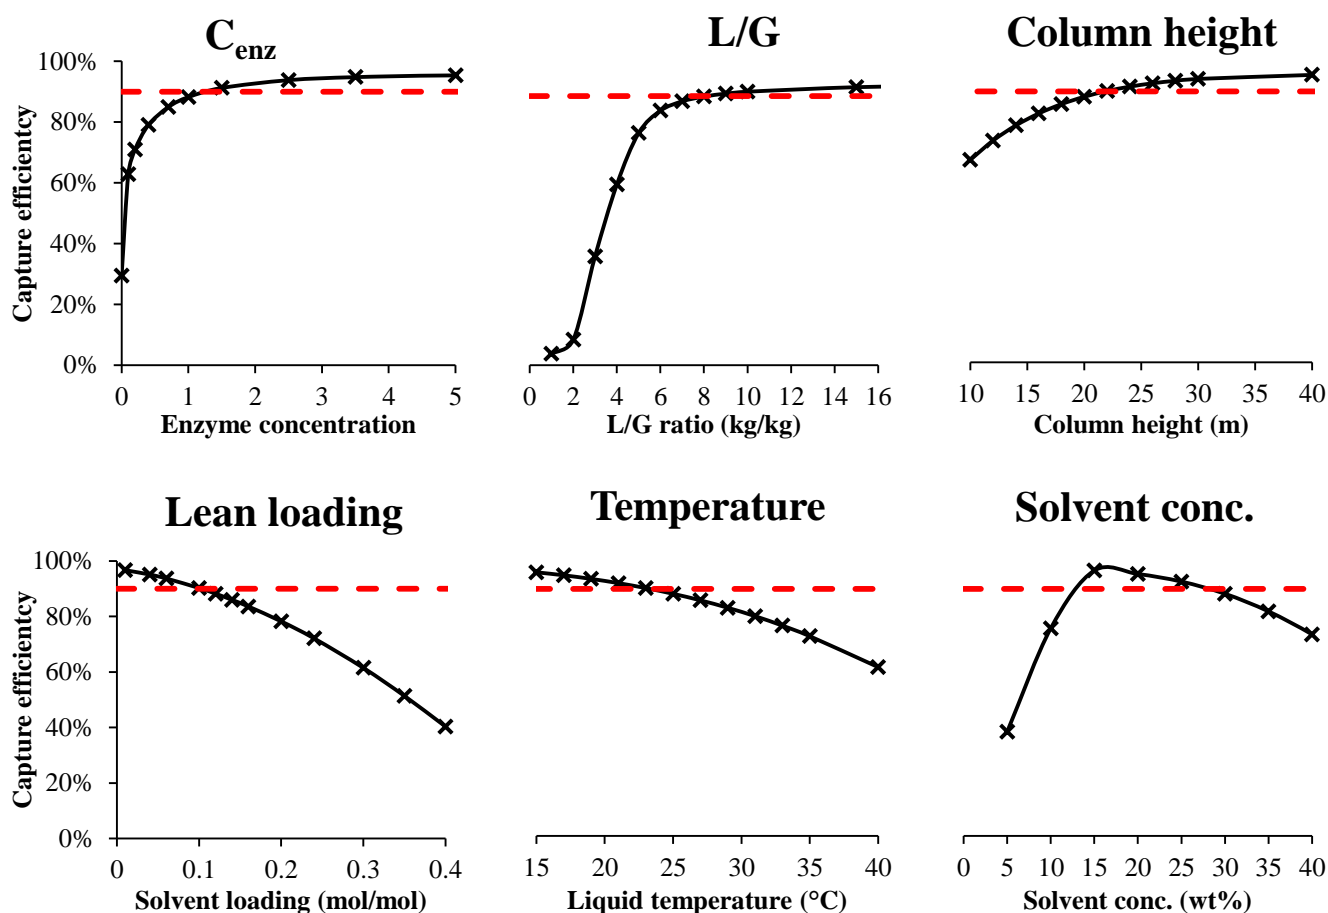 C_enz
L/G
Column height
Capture efficientcy
100%
80%
60%
40%
20%
0%
0 1 2 3 4 5
Enzyme concentration
0 2 4 6 8 10 12 14 16
L/G ratio (kg/kg)
10 20 30 40
Column height (m)
Lean loading
Temperature
Solvent conc.
Capture efficientcy
100%
80%
60%
40%
20%
0%
0 0.1 0.2 0.3 0.4
Solvent loading (mol/mol)
15 20 25 30 35 40
Liquid temperature (°C)
0 5 10 15 20 25 30 35 40
Solvent conc. (wt%)